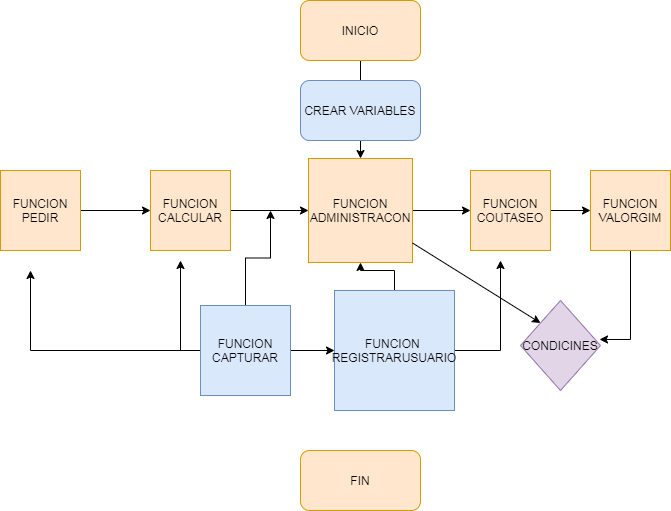 INICIO
CREAR VARIABLES
FUNCION
PEDIR
FUNCION
CALCULAR
FUNCION
ADMINISTRACON
FUNCION
COUTASEO
FUNCION
VALORGIM
FUNCION
CAPTURAR
FUNCION
REGISTRARUSUARIO
CONDICINES
FIN